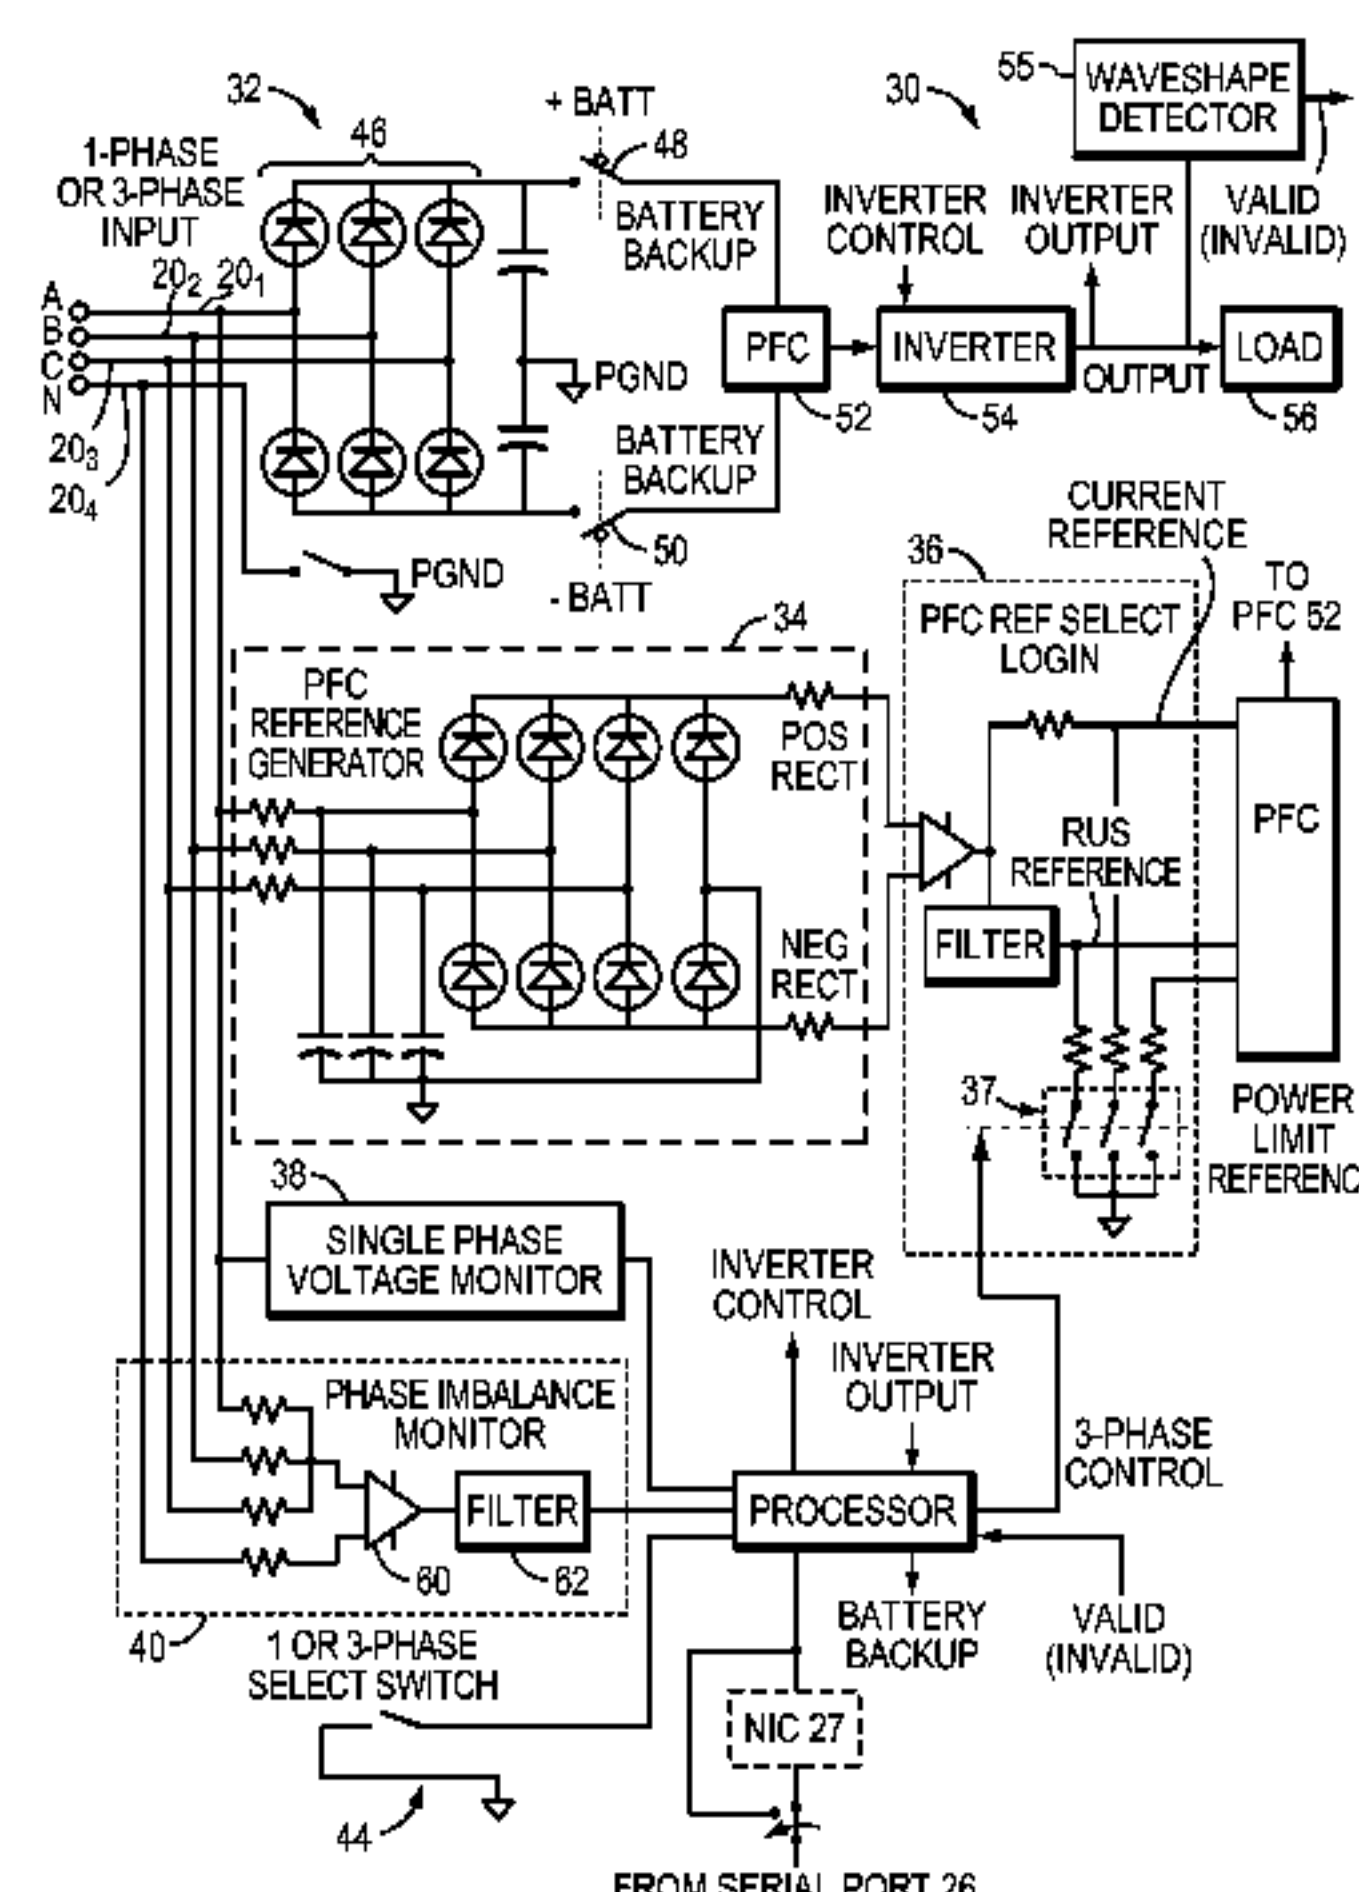 32
46
+ BATT
48
30
55
WAVESHAPE
DETECTOR
1-PHASE
OR 3-PHASE
INPUT
BATTERY
BACKUP
INVERTER
CONTROL
INVERTER
OUTPUT
VALID
(INVALID)
20₂
20₁
A
B
C
N
20₃
20₄
PGND
PFC
52
INVERTER
54
OUTPUT
LOAD
56
BATTERY
BACKUP
50
- BATT
PGND
CURRENT
REFERENCE
36
TO
PFC 52
34
PFC REF SELECT
LOGIN
PFC
REFERENCE
GENERATOR
POS
RECT
NEG
RECT
RUS
REFERENCE
FILTER
PFC
37
POWER
LIMIT
REFERENC
38
SINGLE PHASE
VOLTAGE MONITOR
INVERTER
CONTROL
INVERTER
OUTPUT
3-PHASE
CONTROL
PHASE IMBALANCE
MONITOR
60
FILTER
62
40
PROCESSOR
BATTERY
BACKUP
VALID
(INVALID)
1 OR 3-PHASE
SELECT SWITCH
44
NIC 27
FROM SERIAL PORT 26